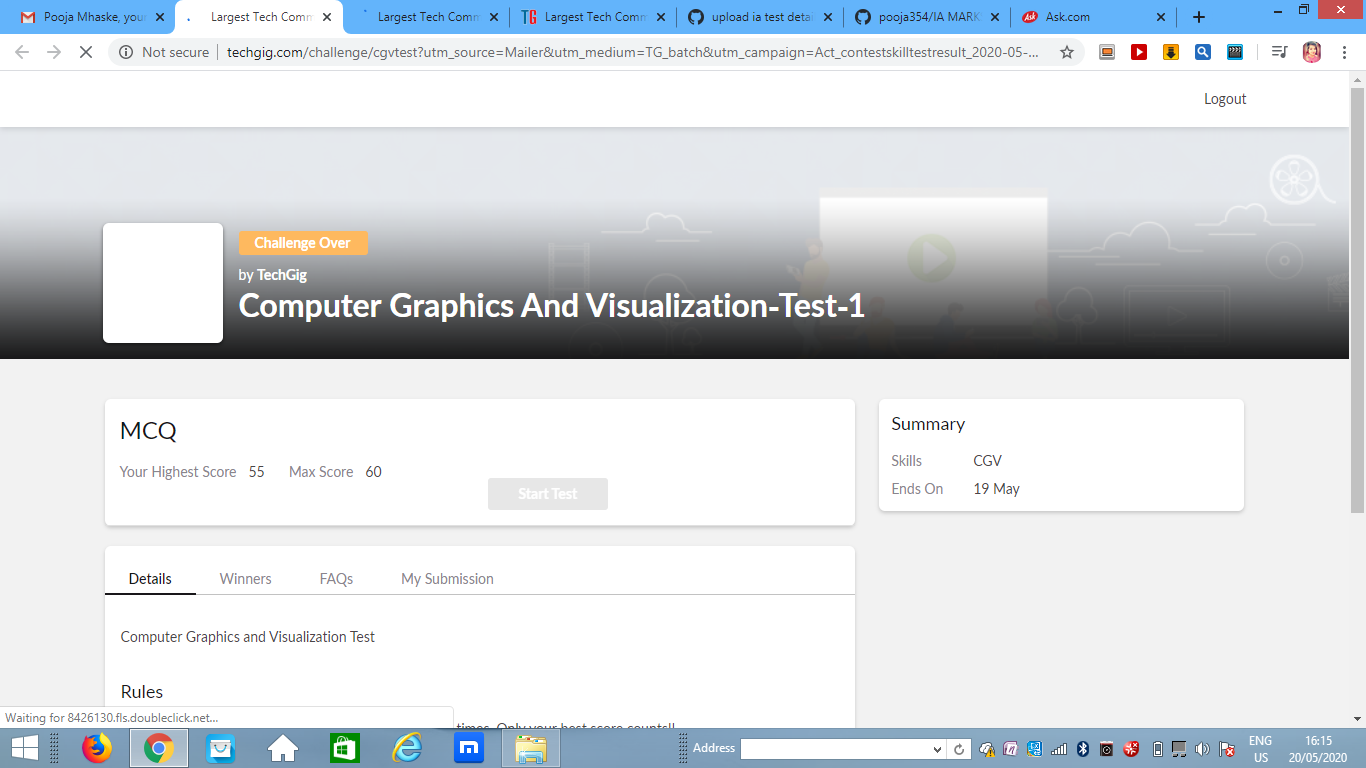 Pooja Mhaske, your
Largest Tech Comm
Largest Tech Comm
TG Largest Tech Comm
upload ia test deta
pooja354/IA MARK
Ask Ask.com
Not secure | techgig.com/challenge/cgvtest?utm_source=Mailer&utm_medium=TG_batch&utm_campaign=Act_contestskilltestresult_2020-05-...
Logout
Challenge Over
by TechGig
Computer Graphics And Visualization-Test-1
MCQ
Your Highest Score 55 Max Score 60
Start Test
Summary
Skills CGV
Ends On 19 May
Details Winners FAQs My Submission
Computer Graphics and Visualization Test
Rules
times. Only your best score counts!!
Waiting for 8426130.fls.doubleclick.net...
Address
ENG
US
16:15
20/05/2020